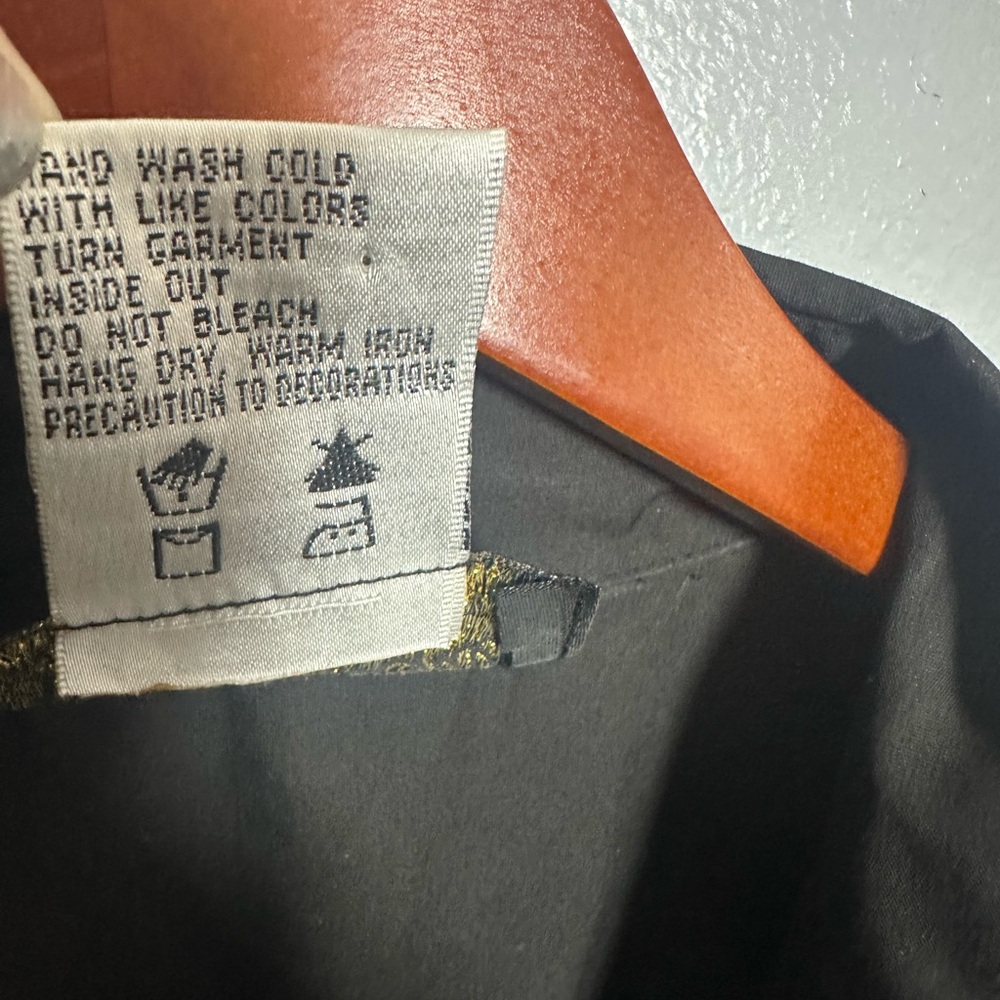 HAND WASH COLD
WITH LIKE COLORS
TURN GARMENT
INSIDE OUT
DO NOT BLEACH
HANG DRY, WARM IRON
PRECAUTION TO DECORATIONS